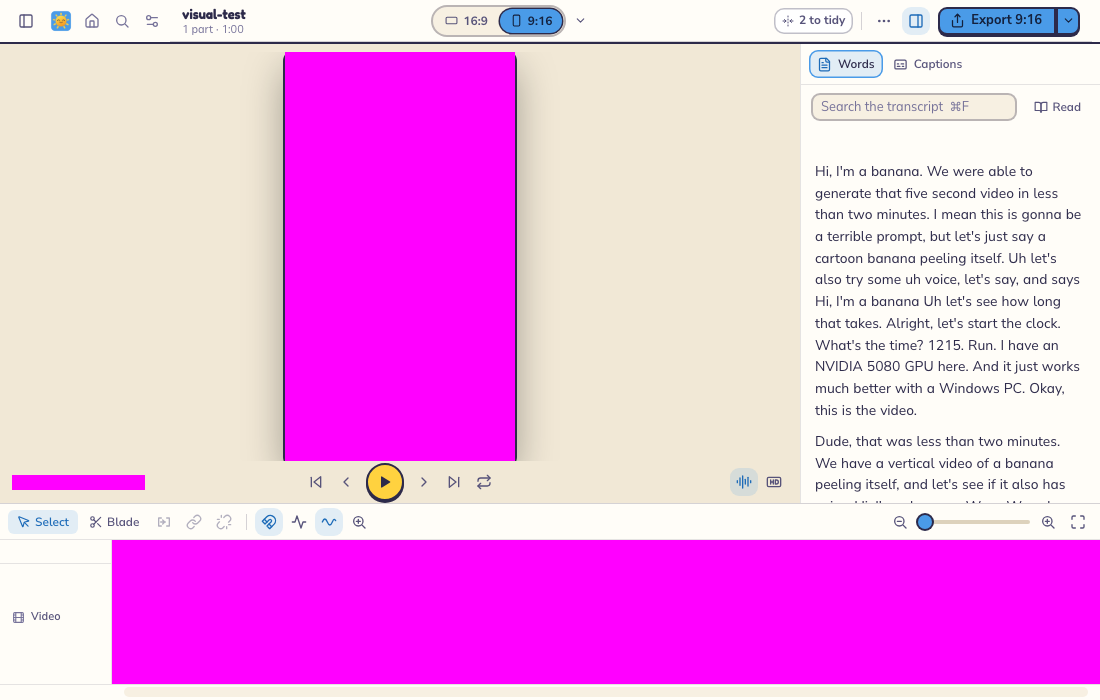 visual-test
1 part · 1:00
16:9
9:16
2 to tidy
Export 9:16
Words
Captions
Search the transcript ⌘F
Read
Hi, I'm a banana. We were able to
generate that five second video in less
than two minutes. I mean this is gonna be
a terrible prompt, but let's just say a
cartoon banana peeling itself. Uh let's
also try some uh voice, let's say, and says
Hi, I'm a banana Uh let's see how long
that takes. Alright, let's start the clock.
What's the time? 1215. Run. I have an
NVIDIA 5080 GPU here. And it just works
much better with a Windows PC. Okay,
this is the video.
Dude, that was less than two minutes.
We have a vertical video of a banana
peeling itself, and let's see if it also has
HD
Select
Blade
Video